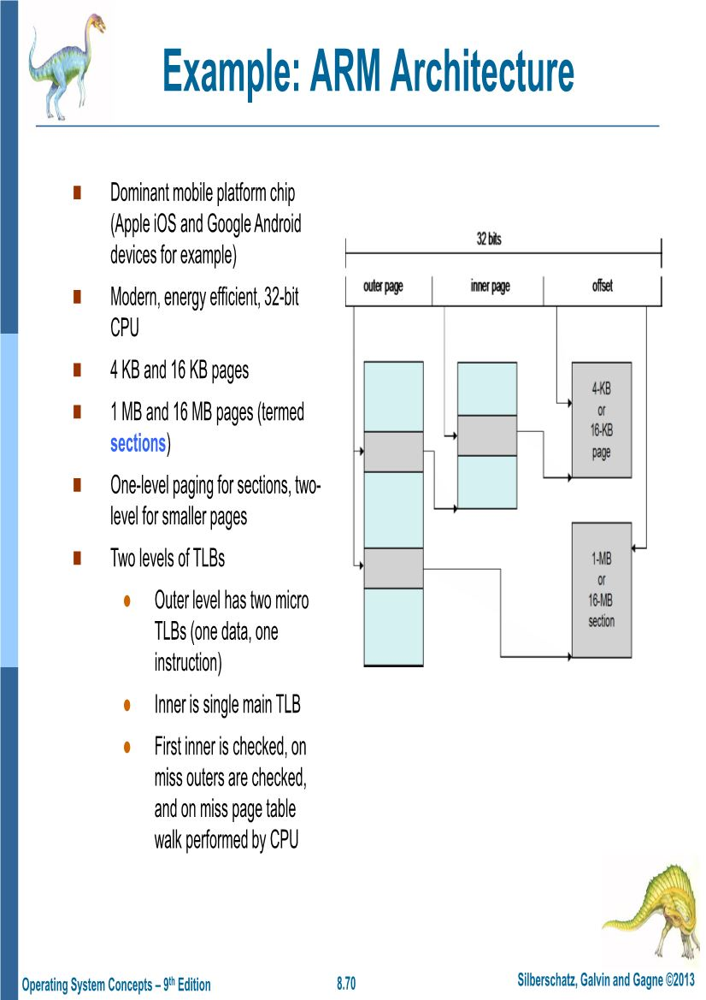 Example: ARM Architecture
Dominant mobile platform chip
(Apple iOS and Google Android
devices for example)
Modern, energy efficient, 32-bit
CPU
4 KB and 16 KB pages
1 MB and 16 MB pages (termed
sections)
One-level paging for sections, two-
level for smaller pages
Two levels of TLBs
Outer level has two micro
TLBs (one data, one
instruction)
Inner is single main TLB
First inner is checked, on
miss outers are checked,
and on miss page table
walk performed by CPU
32 bits
outer page inner page offset
4-KB
or
16-KB
page
1-MB
or
16-MB
section
Operating System Concepts – 9th Edition
8.70
Silberschatz, Galvin and Gagne ©2013